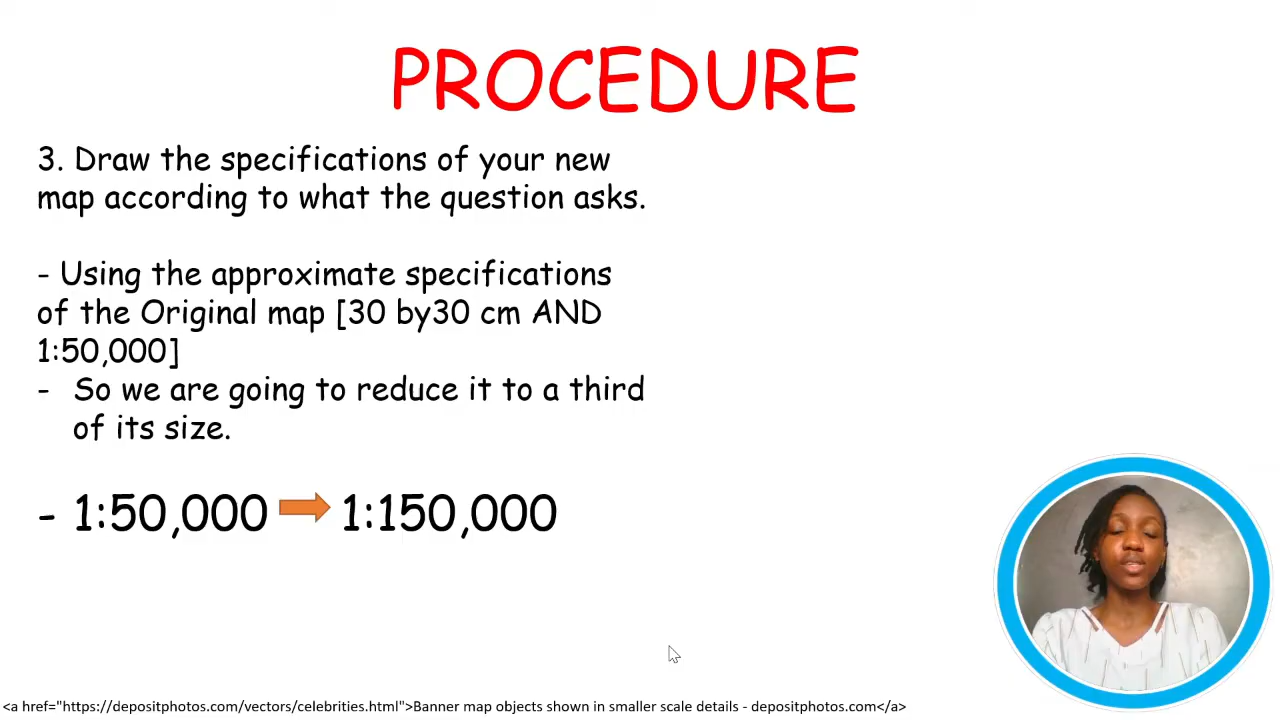 PROCEDURE
3. Draw the specifications of your new
map according to what the question asks.
- Using the approximate specifications
of the Original map [30 by30 cm AND
1:50,000]
- So we are going to reduce it to a third
of its size.
- 1:50,000 1:150,000
<a href="https://depositphotos.com/vectors/celebrities.html">Banner map objects shown in smaller scale details - depositphotos.com</a>